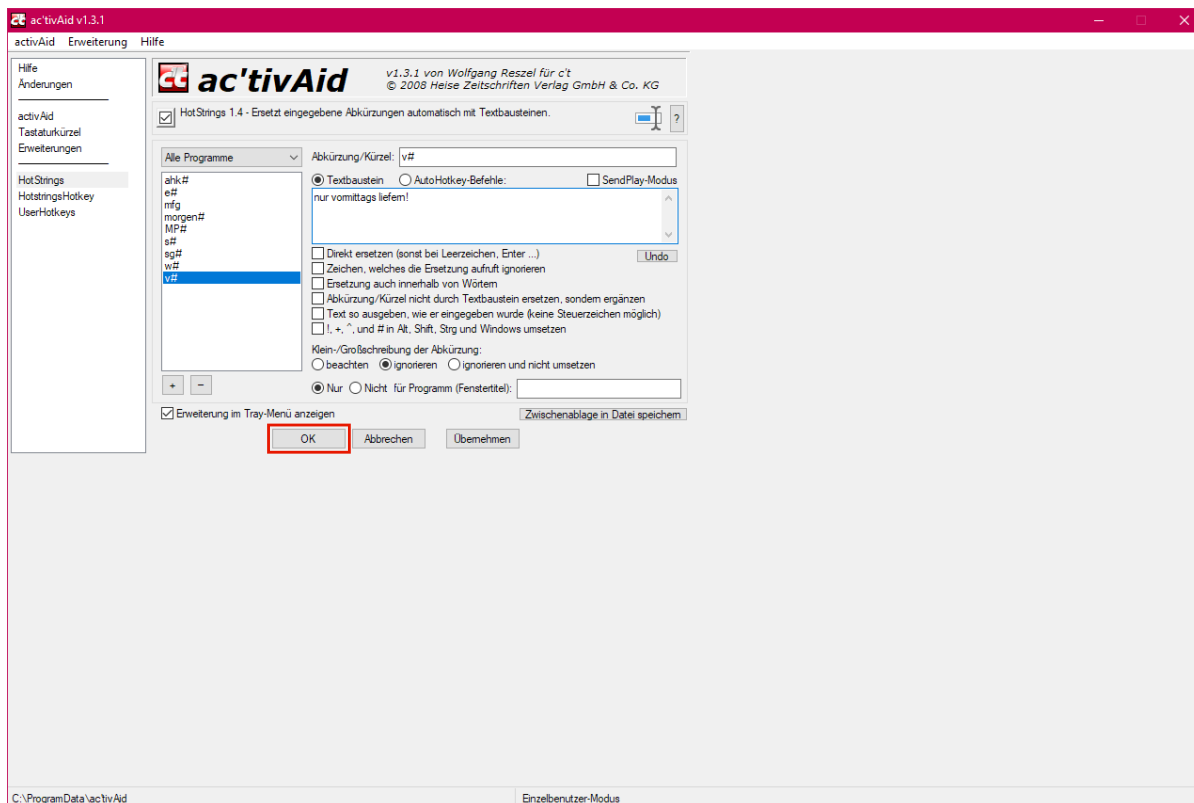 ac'tivAid v1.3.1
activAid Erweiterung Hilfe
Hilfe
Änderungen
activAid
Tastaturkürzel
Erweiterungen
HotStrings
HotstringsHotkey
UserHotkeys
ct ac'tivAid
v1.3.1 von Wolfgang Reszel für c't
© 2008 Heise Zeitschriften Verlag GmbH & Co. KG
HotStrings 1.4 - Ersetzt eingegebene Abkürzungen automatisch mit Textbausteinen.
?
Alle Programme
ahk#
e#
mfg
morgen#
MP#
s#
sg#
w#
v#
+ −
Abkürzung/Kürzel: v#
Textbaustein AutoHotkey-Befehle: SendPlay-Modus
nur vormittags liefern!
Direkt ersetzen (sonst bei Leerzeichen, Enter ...) Undo
Zeichen, welches die Ersetzung aufruft ignorieren
Ersetzung auch innerhalb von Wörtern
Abkürzung/Kürzel nicht durch Textbaustein ersetzen, sondern ergänzen
Text so ausgeben, wie er eingegeben wurde (keine Steuerzeichen möglich)
!, +, ^, und # in Alt, Shift, Strg und Windows umsetzen
Klein-/Großschreibung der Abkürzung:
beachten ignorieren ignorieren und nicht umsetzen
Nur Nicht für Programm (Fenstertitel):
Erweiterung im Tray-Menü anzeigen Zwischenablage in Datei speichern
OK Abbrechen Übernehmen
C:\ProgramData\ac'tivAid Einzelbenutzer-Modus